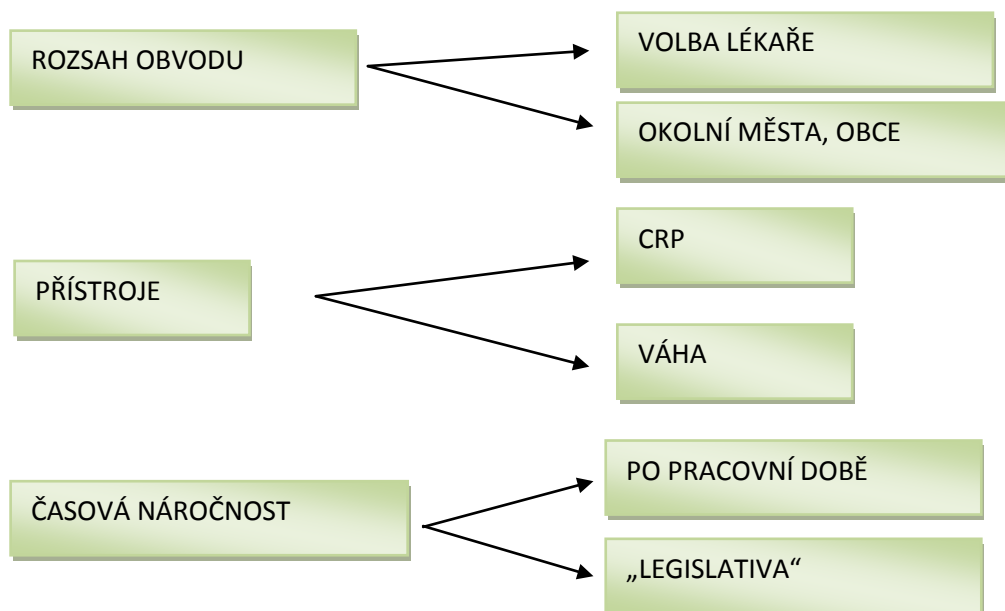 ROZSAH OBVODU
VOLBA LÉKAŘE
OKOLNÍ MĚSTA, OBCE
PŘÍSTROJE
CRP
VÁHA
ČASOVÁ NÁROČNOST
PO PRACOVNÍ DOBĚ
„LEGISLATIVA“